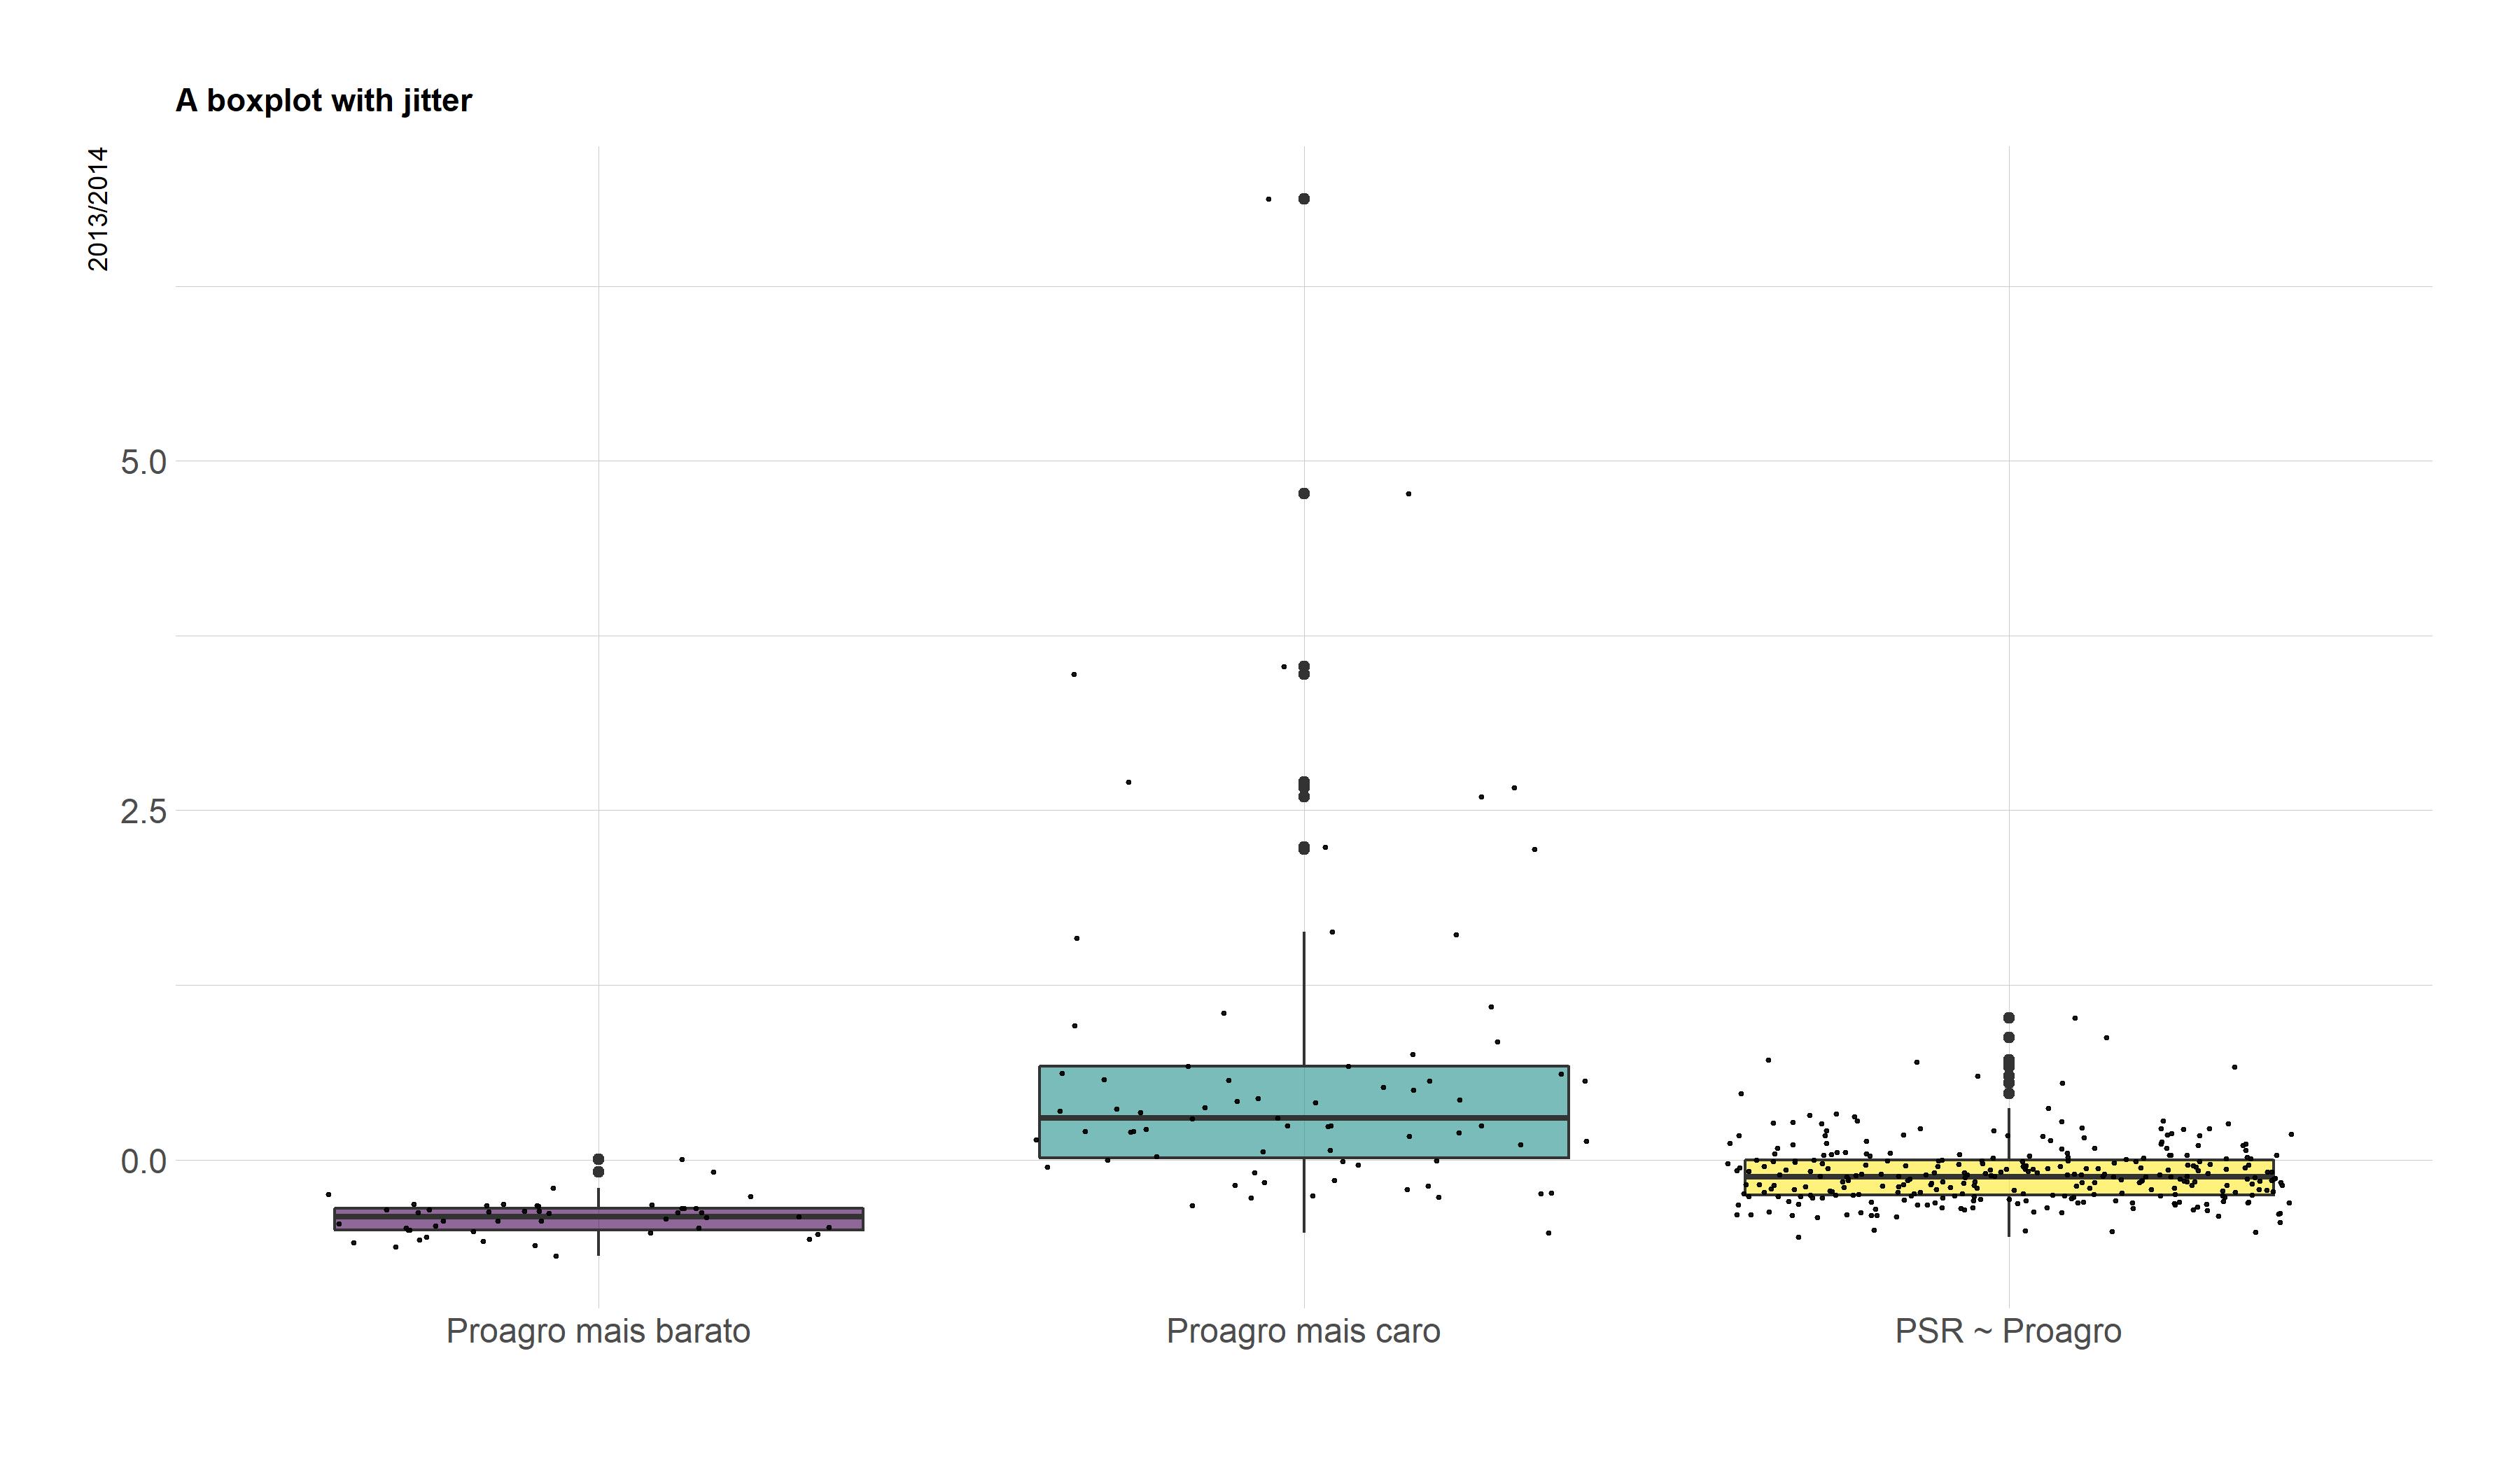 A boxplot with jitter
2013/2014
5.0
2.5
0.0
Proagro mais barato
Proagro mais caro
PSR ~ Proagro